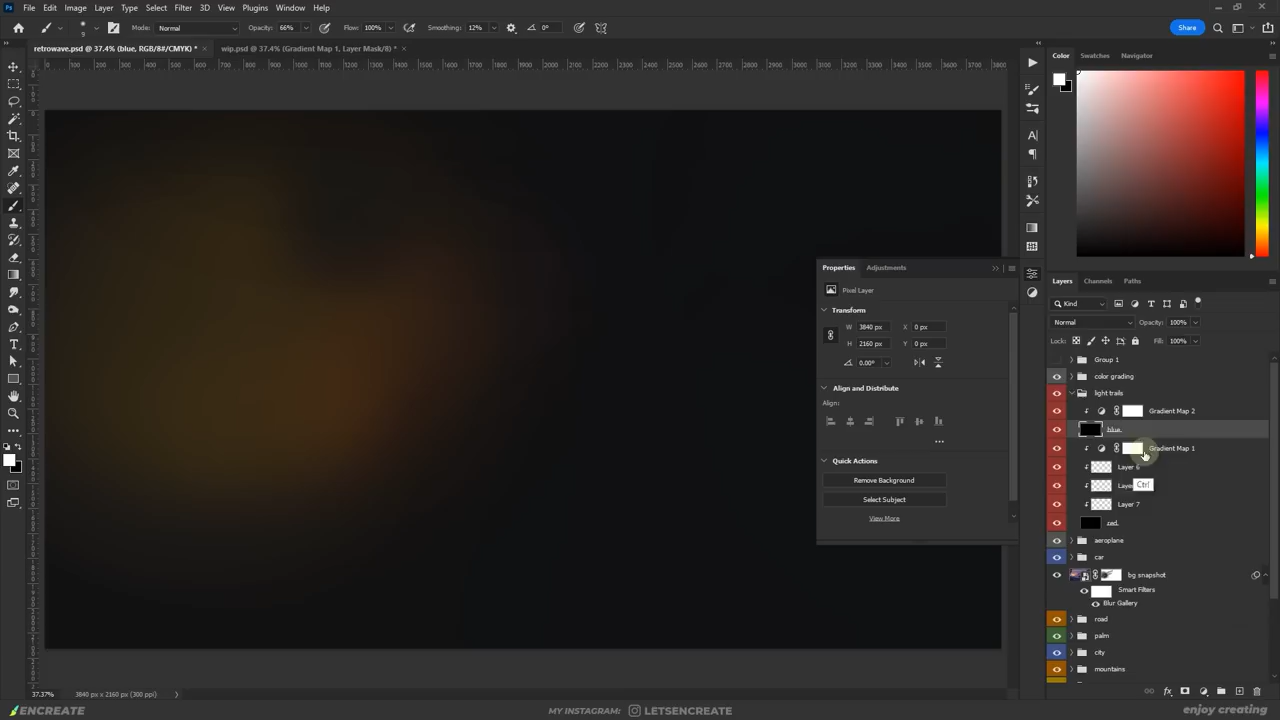 File Edit Image Layer Type Select Filter 3D View Plugins Window Help
Mode: Normal Opacity: 66% Flow: 100% Smoothing: 12% 0° Share
retrowave.psd @ 37.4% (blue, RGB/8#/CMYK) * × wip.psd @ 37.4% (Gradient Map 1, Layer Mask/8) * ×
Color Swatches Navigator
Properties Adjustments
Pixel Layer
Transform
W 3840 px X 0 px
H 2160 px Y 0 px
0.00°
Align and Distribute
Align:
Quick Actions
Remove Background
Select Subject
View More
Layers Channels Paths
Kind
Normal Opacity: 100%
Lock: Fill: 100%
Group 1
color grading
light trails
Gradient Map 2
blue.
Gradient Map 1
Layer 6
Laye
Ctrl
Layer 7
red.
aeroplane
car
bg snapshot
Smart Filters
Blur Gallery
road
palm
city
mountains
37.37% 3840 px x 2160 px (300 ppi)
ENCREATE MY INSTAGRAM: LETSENCREATE enjoy creating